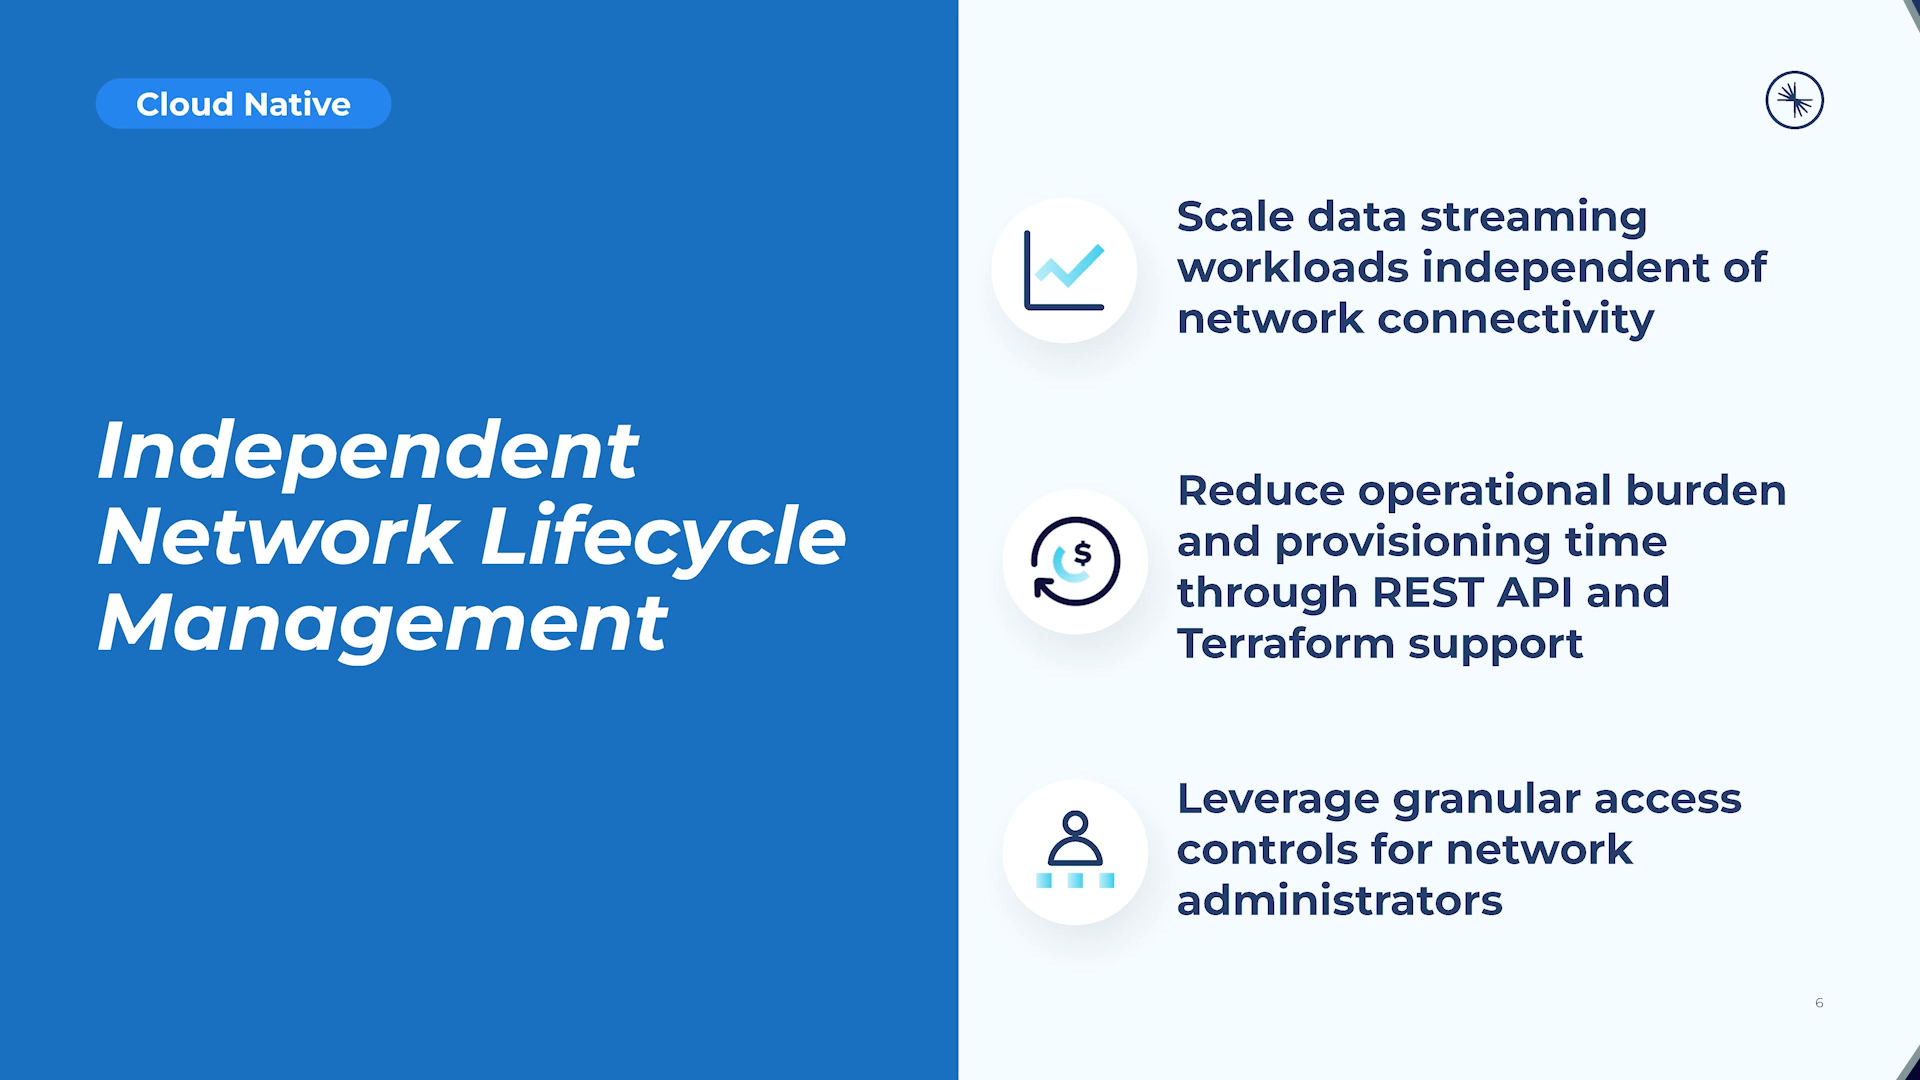 Cloud Native
Independent
Network Lifecycle
Management
Scale data streaming
workloads independent of
network connectivity
$
Reduce operational burden
and provisioning time
through REST API and
Terraform support
Leverage granular access
controls for network
administrators
6